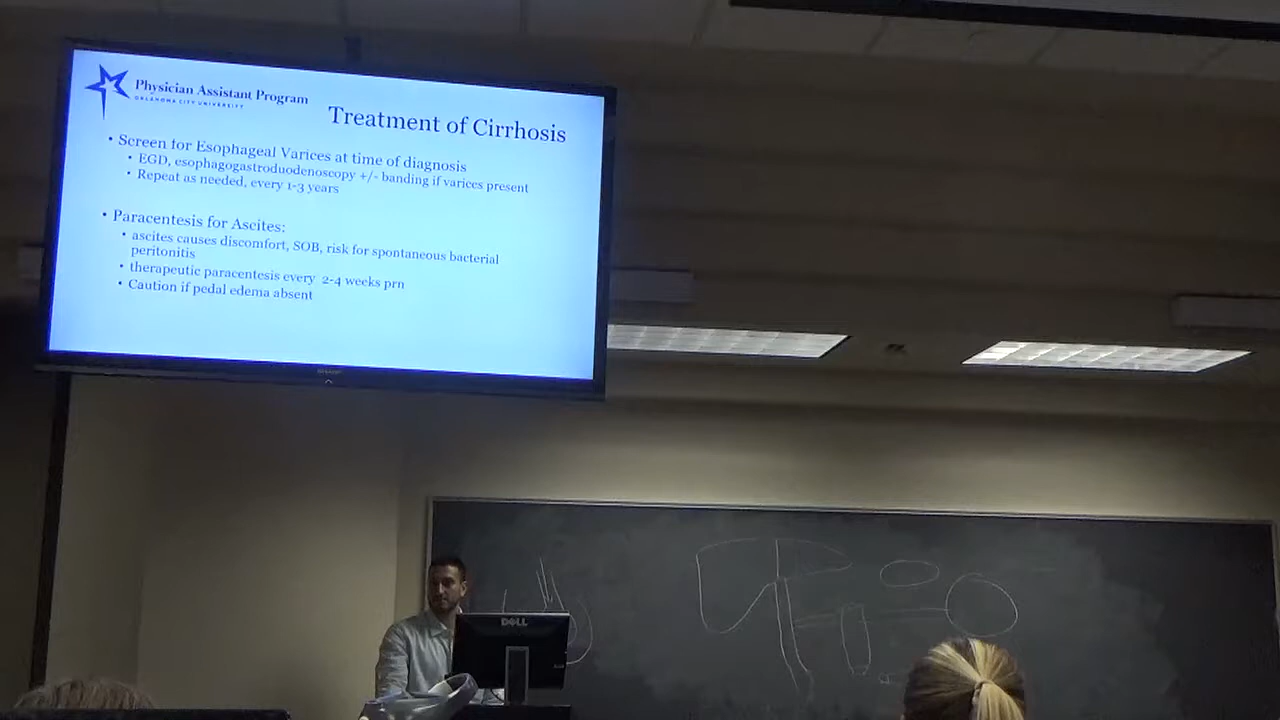 Physician Assistant Program
OKLAHOMA CITY UNIVERSITY
Treatment of Cirrhosis
• Screen for Esophageal Varices at time of diagnosis
• EGD, esophagogastroduodenoscopy +/- banding if varices present
• Repeat as needed, every 1-3 years
• Paracentesis for Ascites:
• ascites causes discomfort, SOB, risk for spontaneous bacterial
peritonitis
• therapeutic paracentesis every 2-4 weeks prn
• Caution if pedal edema absent
SHARP
DELL